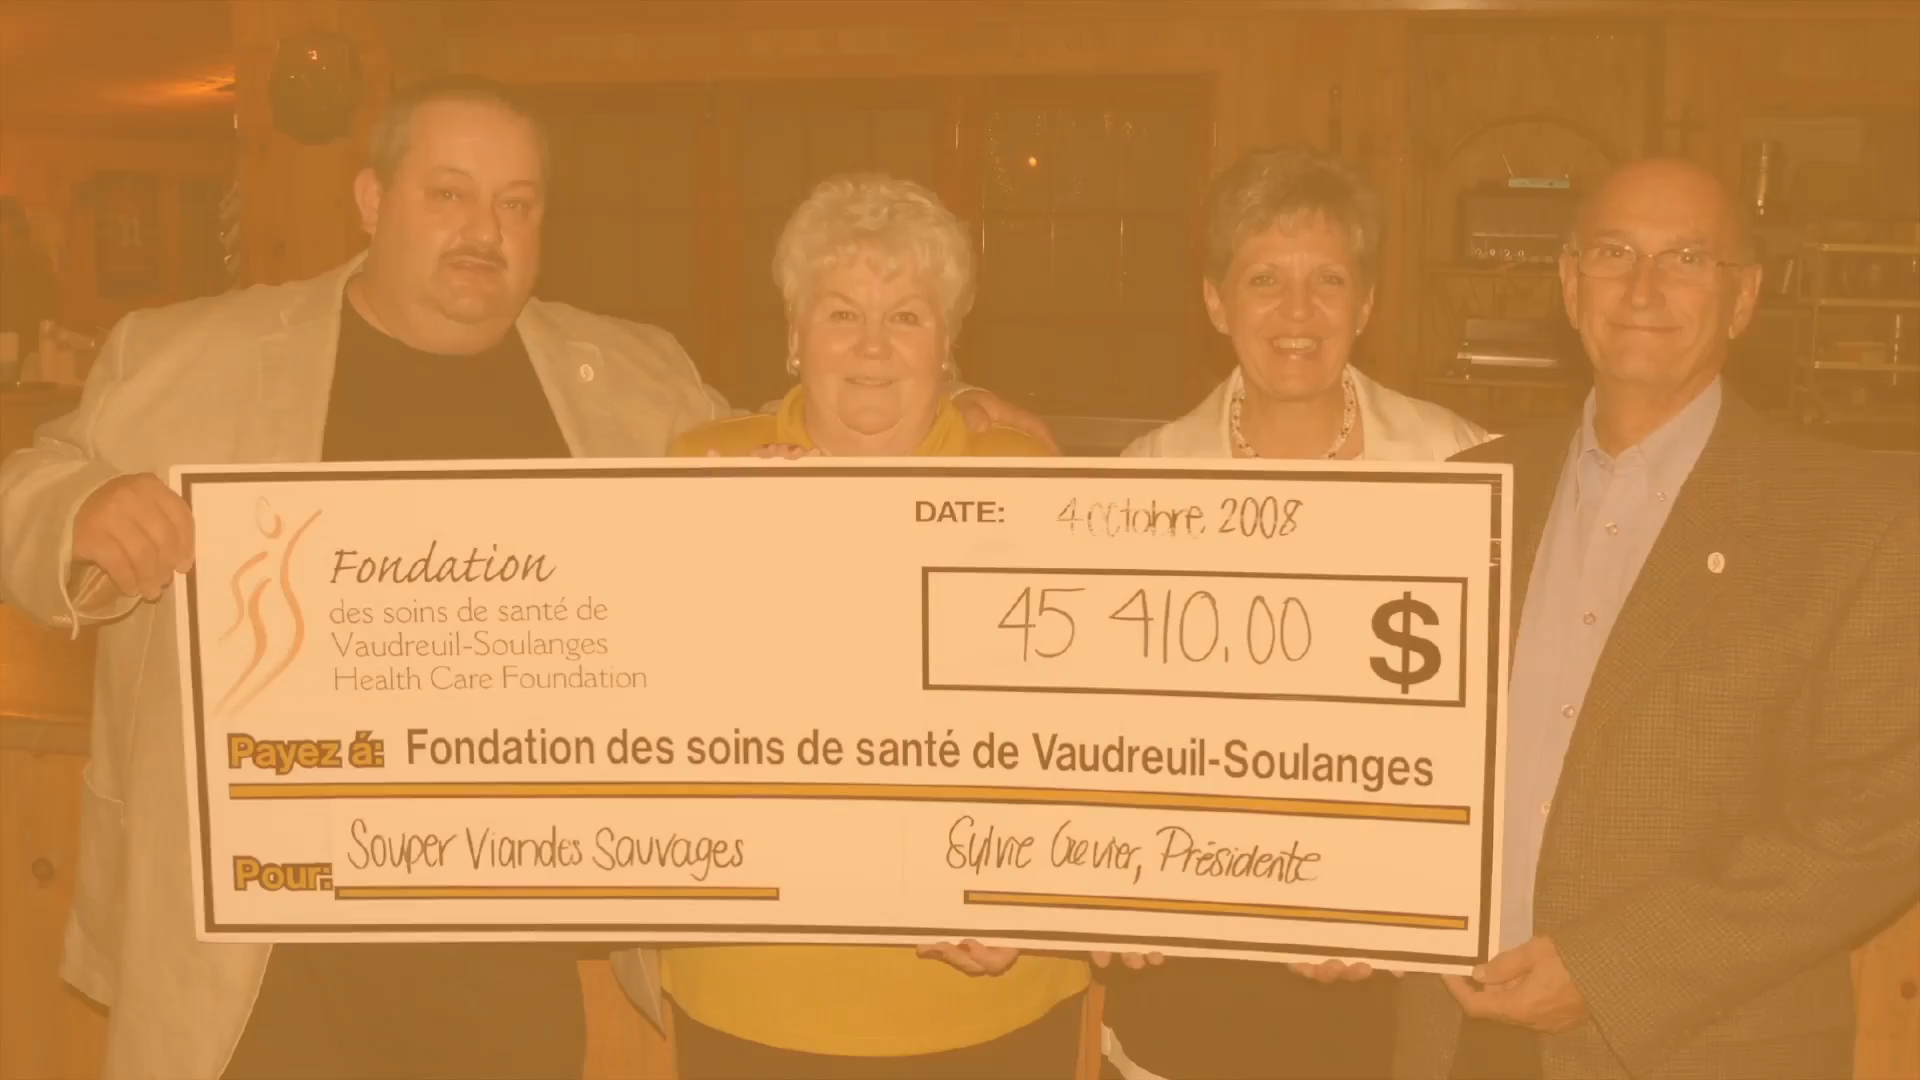 DATE: 4 octobre 2008
Fondation
des soins de santé de
Vaudreuil-Soulanges
Health Care Foundation
45 410.00 $
Payez á: Fondation des soins de santé de Vaudreuil-Soulanges
Pour: Souper Viandes Sauvages
Sylvie Présidente